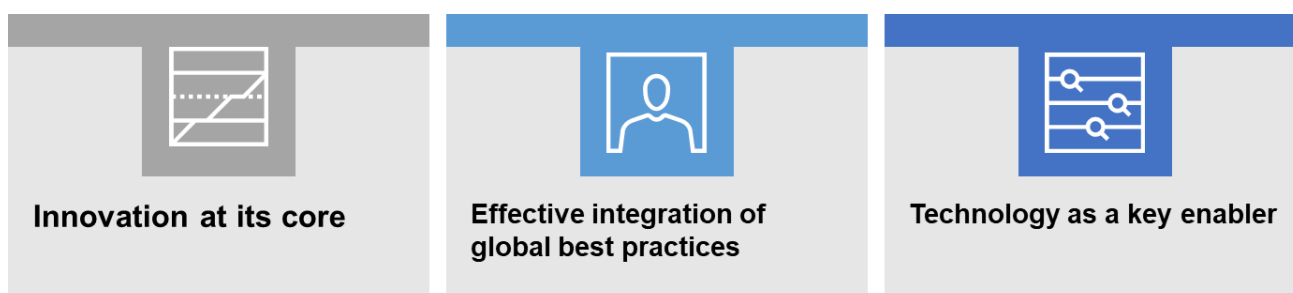 Innovation at its core
Effective integration of
global best practices
Technology as a key enabler